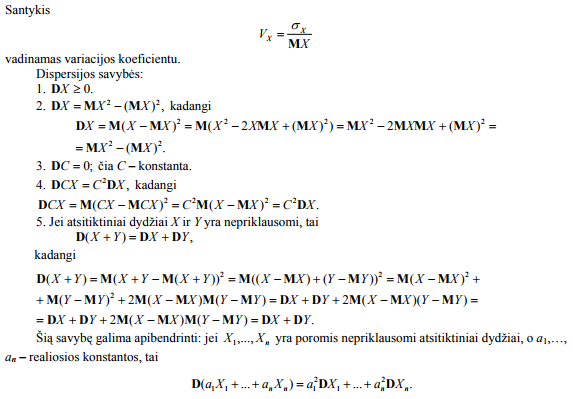 Santykis
V_X = σ_X / MX
vadinamas variacijos koeficientu.
Dispersijos savybės:
1. DX ≥ 0.
2. DX = MX² – (MX)², kadangi
DX = M(X – MX)² = M(X² – 2XMX + (MX)²) = MX² – 2MXMX + (MX)² =
= MX² – (MX)².
3. DC = 0; čia C – konstanta.
4. DCX = C²DX, kadangi
DCX = M(CX – MCX)² = C²M(X – MX)² = C²DX.
5. Jei atsitiktiniai dydžiai X ir Y yra nepriklausomi, tai
D(X + Y) = DX + DY,
kadangi
D(X + Y) = M(X + Y – M(X + Y))² = M((X – MX) + (Y – MY))² = M(X – MX)² +
+ M(Y – MY)² + 2M(X – MX)M(Y – MY) = DX + DY + 2M(X – MX)(Y – MY) =
= DX + DY + 2M(X – MX)M(Y – MY) = DX + DY.
Šią savybę galima apibendrinti: jei X₁,..., Xₙ yra poromis nepriklausomi atsitiktiniai dydžiai, o a₁,…,
aₙ – realiosios konstantos, tai
D(a₁X₁ + ... + aₙXₙ) = a₁²DX₁ + ... + aₙ²DXₙ.